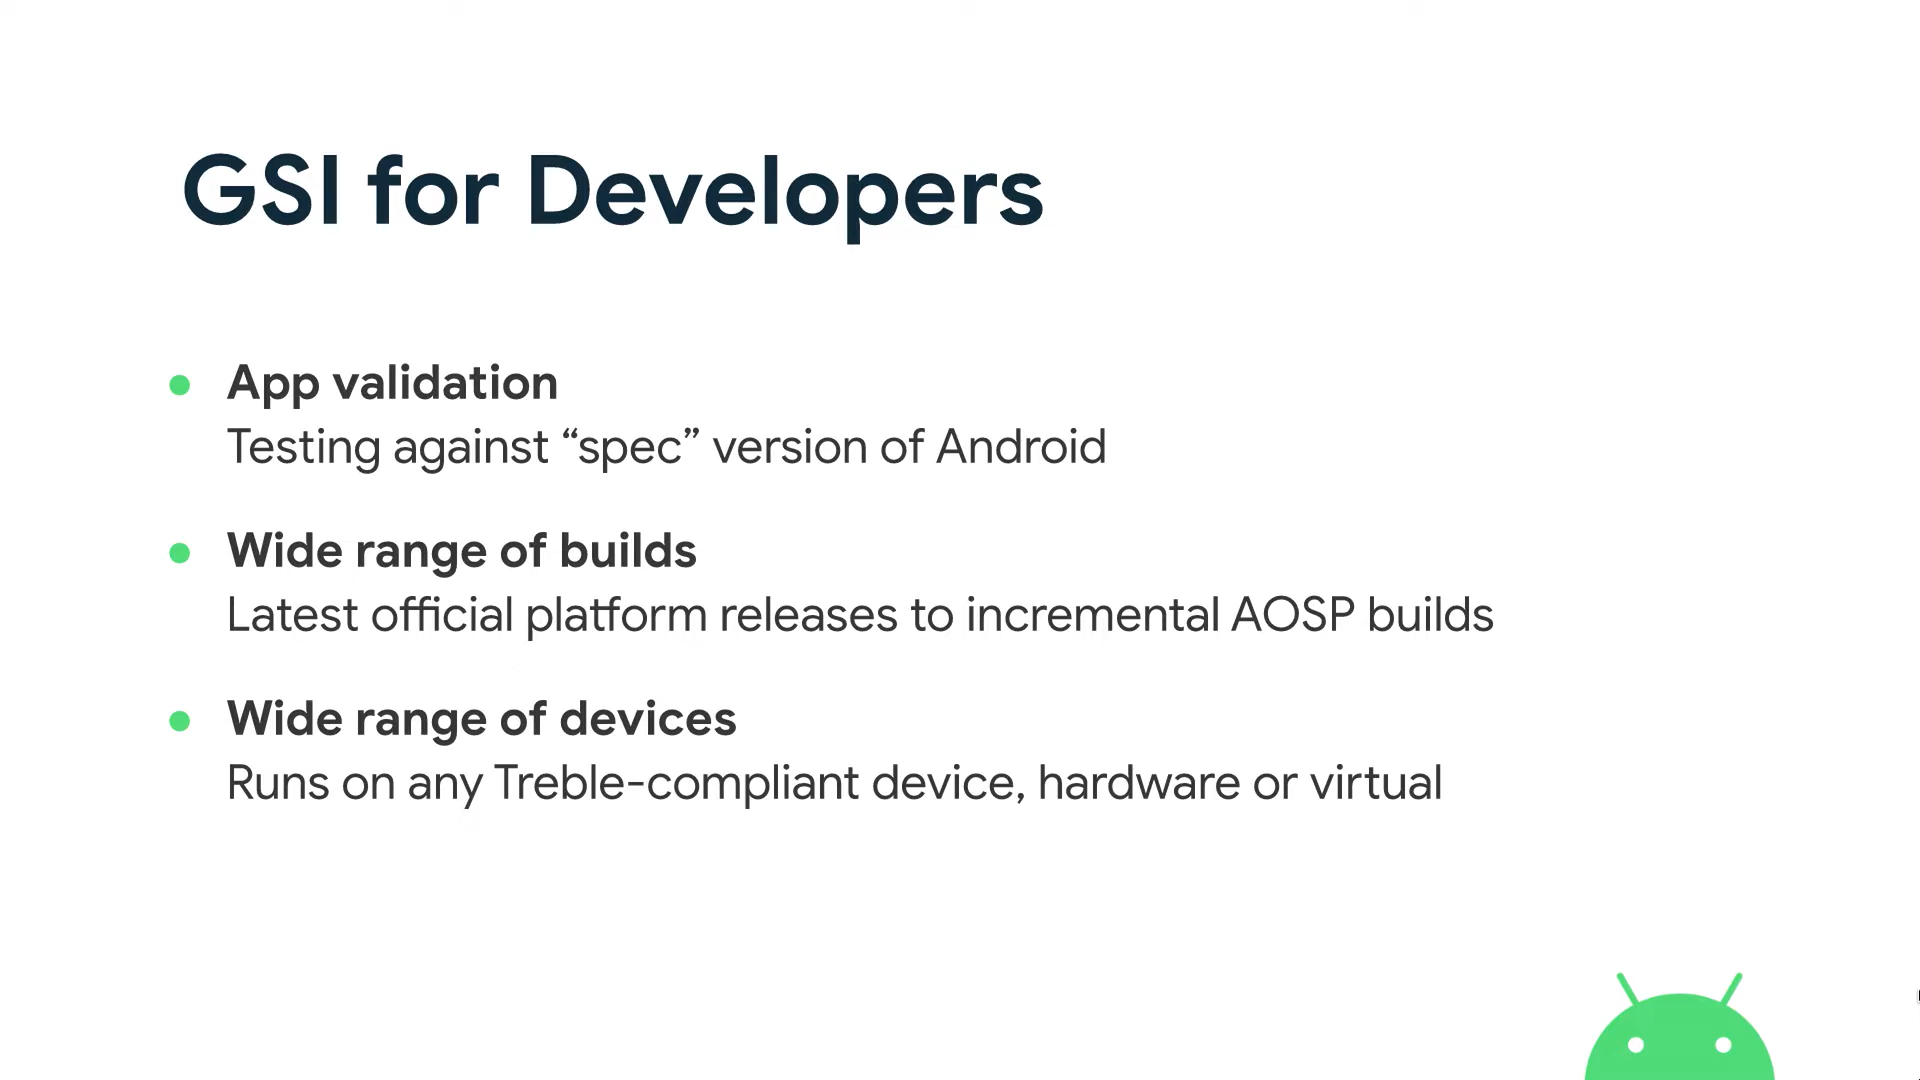 GSI for Developers
App validation
Testing against “spec” version of Android
Wide range of builds
Latest official platform releases to incremental AOSP builds
Wide range of devices
Runs on any Treble-compliant device, hardware or virtual